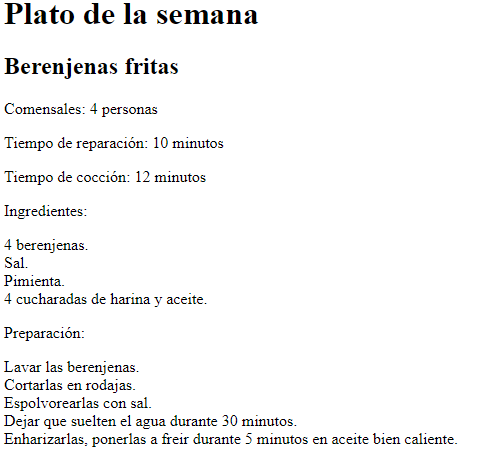 Plato de la semana
Berenjenas fritas
Comensales: 4 personas
Tiempo de reparación: 10 minutos
Tiempo de cocción: 12 minutos
Ingredientes:
4 berenjenas.
Sal.
Pimienta.
4 cucharadas de harina y aceite.
Preparación:
Lavar las berenjenas.
Cortarlas en rodajas.
Espolvorearlas con sal.
Dejar que suelten el agua durante 30 minutos.
Enharizarlas, ponerlas a freir durante 5 minutos en aceite bien caliente.